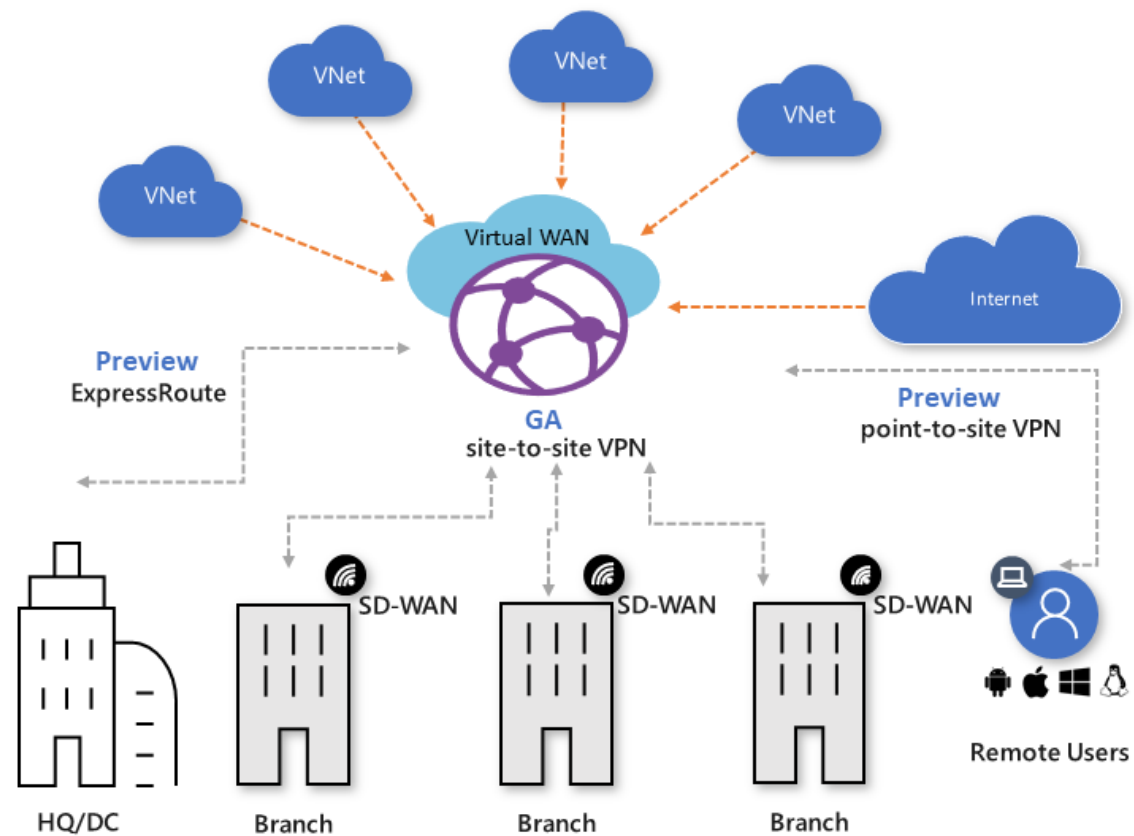 VNet
VNet
VNet
VNet
Virtual WAN
Internet
Preview
ExpressRoute
GA
site-to-site VPN
Preview
point-to-site VPN
SD-WAN
SD-WAN
SD-WAN
HQ/DC
Branch
Branch
Branch
Remote Users